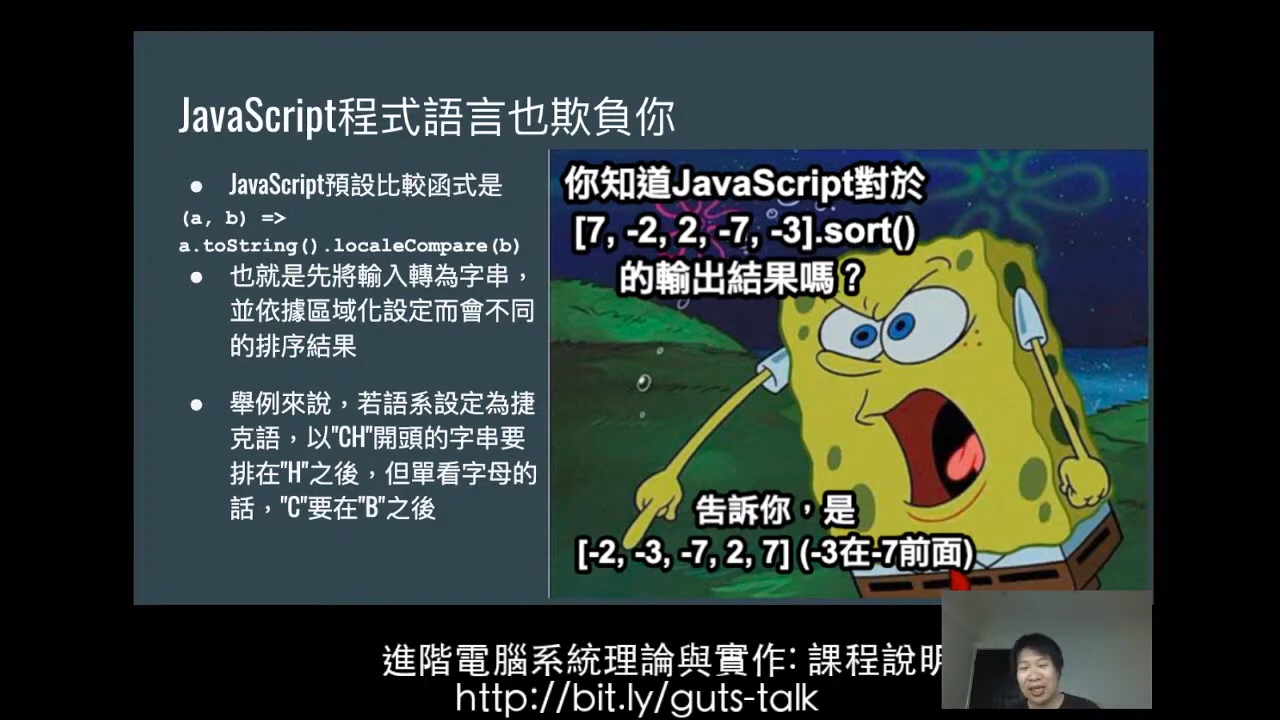 JavaScript程式語言也欺負你
● JavaScript預設比較函式是
(a, b) =>
a.toString().localeCompare(b)
● 也就是先將輸入轉為字串，
並依據區域化設定而會不同
的排序結果
● 舉例來說，若語系設定為捷
克語，以"CH"開頭的字串要
排在"H"之後，但單看字母的
話，"C"要在"B"之後
你知道JavaScript對於
[7, -2, 2, -7, -3].sort()
的輸出結果嗎？
告訴你，是
[-2, -3, -7, 2, 7] (-3在-7前面)
進階電腦系統理論與實作: 課程說明
http://bit.ly/guts-talk